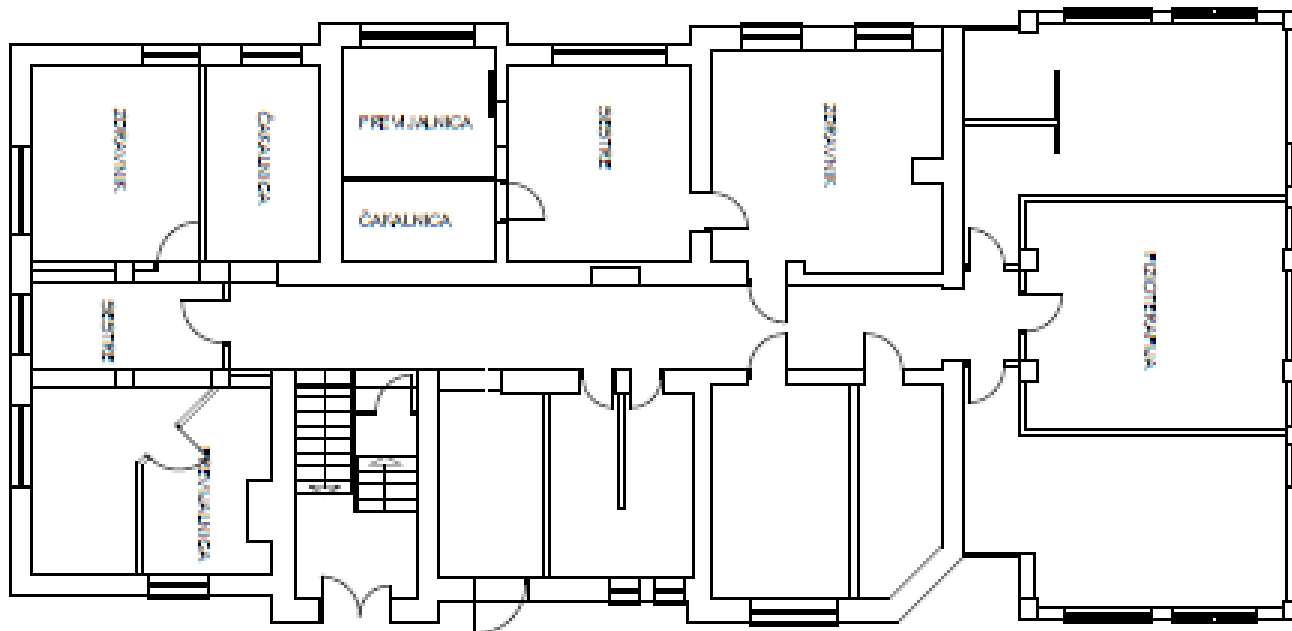 ZDRAVNIK
ČAKALNICA
PREVIJALNICA
ČAKALNICA
SESTRE
ZDRAVNIK
FIZIOTERAPIJA
SESTRE
PREVIJALNICA